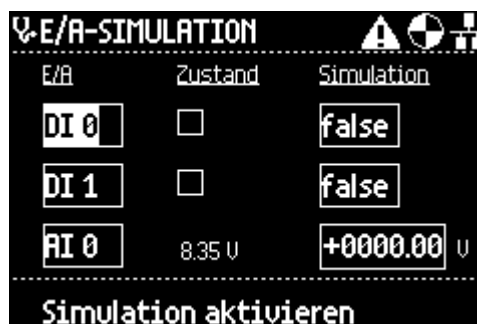 E/A-SIMULATION
E/A Zustand Simulation
DI 0 false
DI 1 false
AI 0 8.35 V +0000.00 V
Simulation aktivieren